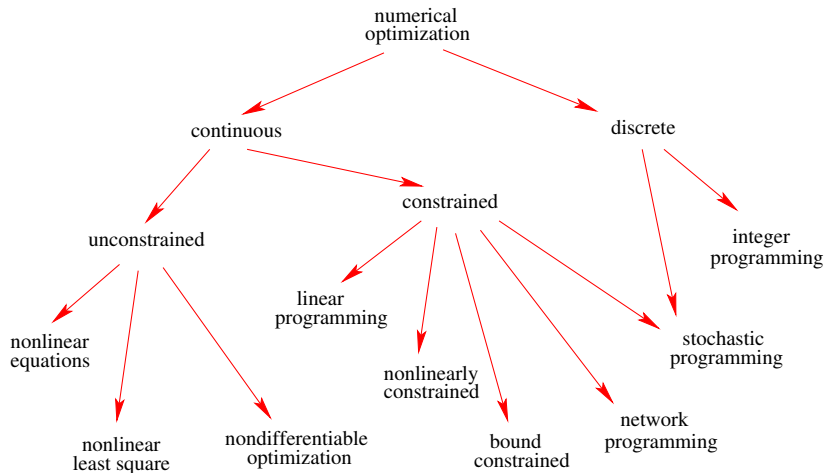 numerical
optimization
continuous
discrete
constrained
unconstrained
integer
programming
linear
programming
nonlinear
equations
stochastic
programming
nonlinearly
constrained
network
programming
nonlinear
least square
nondifferentiable
optimization
bound
constrained